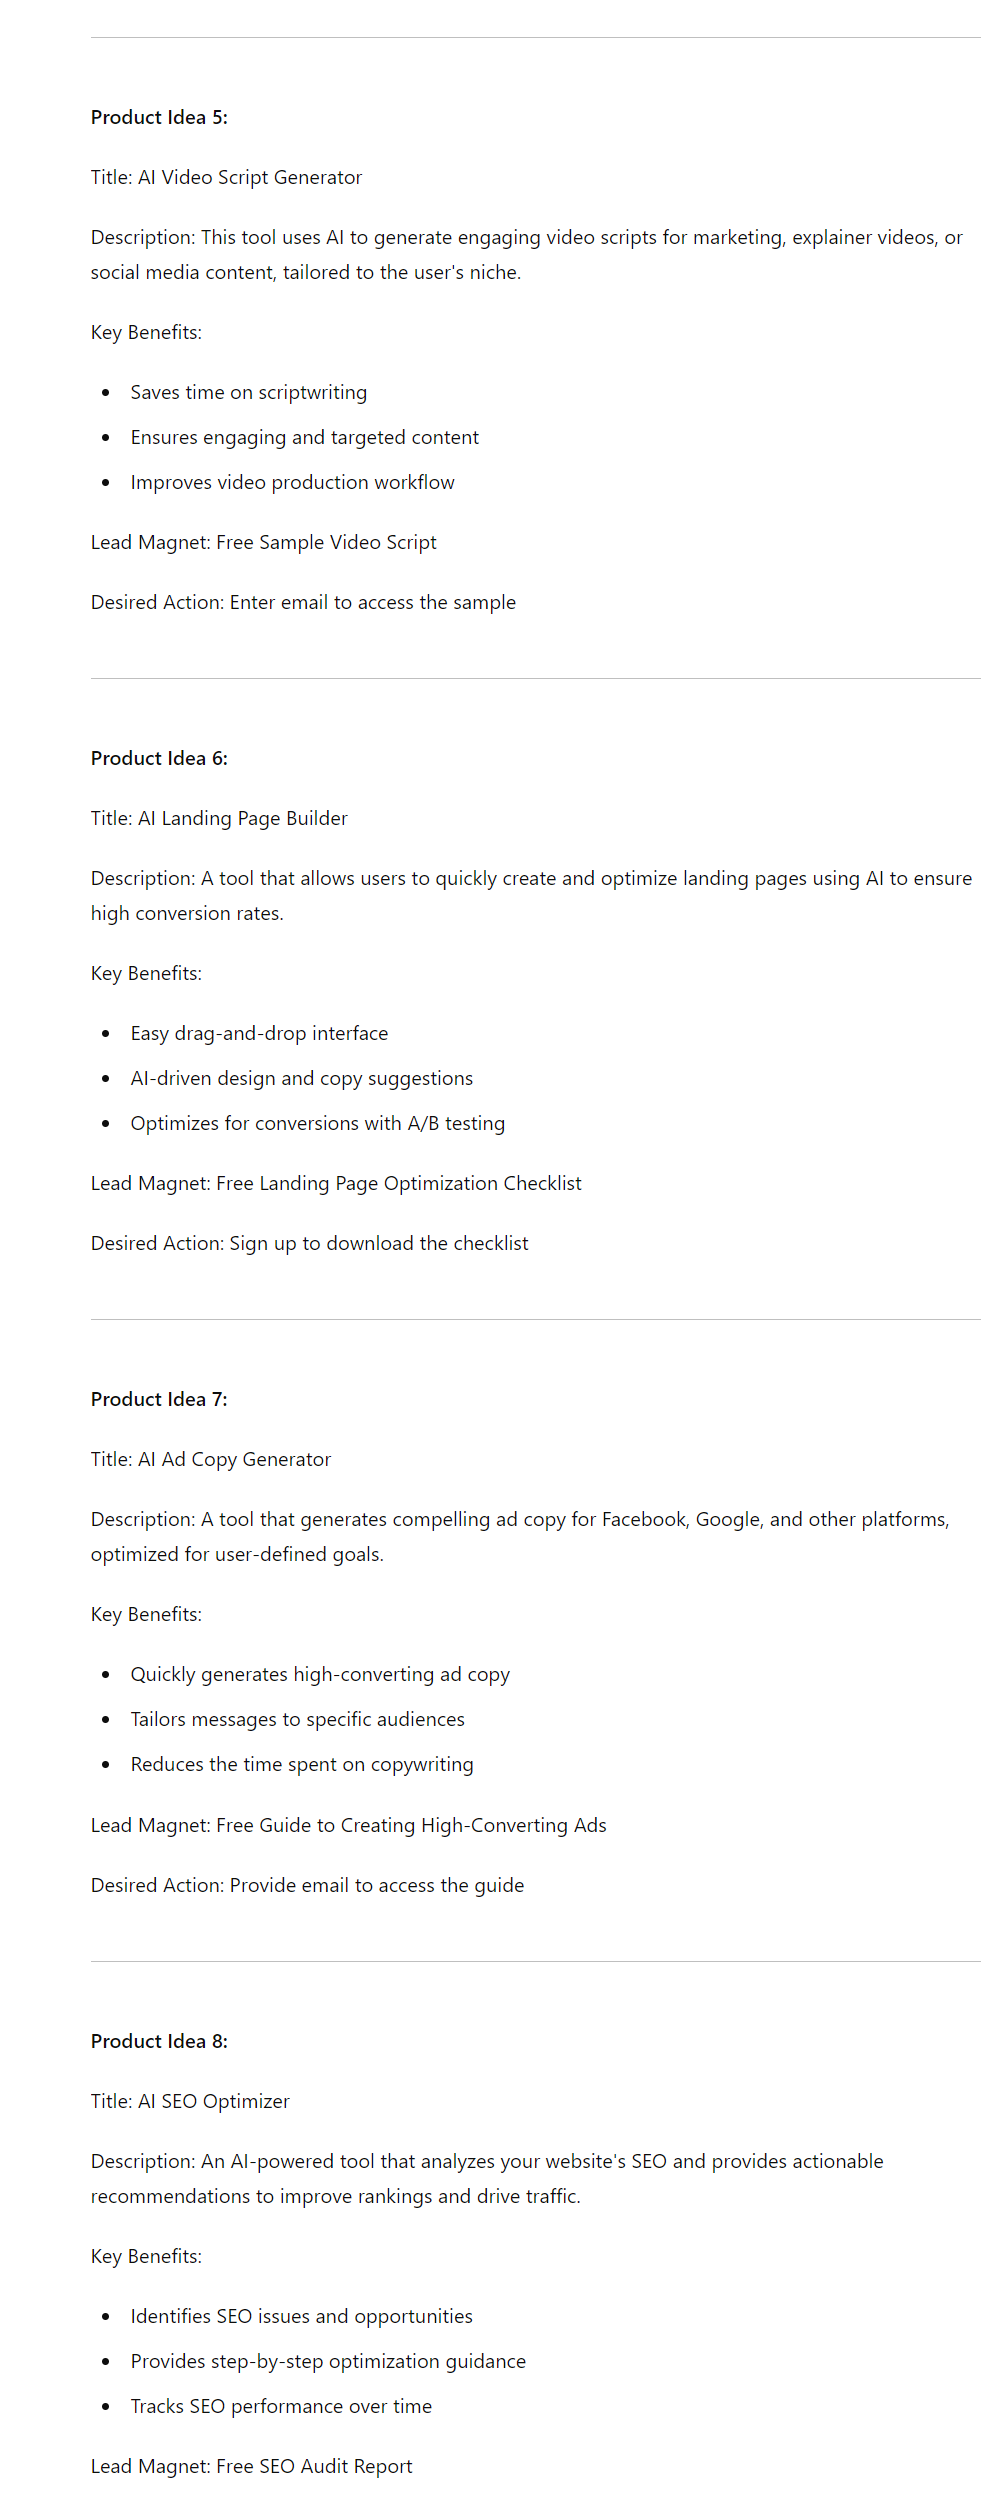 Product Idea 5:
Title: AI Video Script Generator
Description: This tool uses AI to generate engaging video scripts for marketing, explainer videos, or
social media content, tailored to the user's niche.
Key Benefits:
• Saves time on scriptwriting
• Ensures engaging and targeted content
• Improves video production workflow
Lead Magnet: Free Sample Video Script
Desired Action: Enter email to access the sample
Product Idea 6:
Title: AI Landing Page Builder
Description: A tool that allows users to quickly create and optimize landing pages using AI to ensure
high conversion rates.
Key Benefits:
• Easy drag-and-drop interface
• AI-driven design and copy suggestions
• Optimizes for conversions with A/B testing
Lead Magnet: Free Landing Page Optimization Checklist
Desired Action: Sign up to download the checklist
Product Idea 7:
Title: AI Ad Copy Generator
Description: A tool that generates compelling ad copy for Facebook, Google, and other platforms,
optimized for user-defined goals.
Key Benefits:
• Quickly generates high-converting ad copy
• Tailors messages to specific audiences
• Reduces the time spent on copywriting
Lead Magnet: Free Guide to Creating High-Converting Ads
Desired Action: Provide email to access the guide
Product Idea 8:
Title: AI SEO Optimizer
Description: An AI-powered tool that analyzes your website's SEO and provides actionable
recommendations to improve rankings and drive traffic.
Key Benefits:
• Identifies SEO issues and opportunities
• Provides step-by-step optimization guidance
• Tracks SEO performance over time
Lead Magnet: Free SEO Audit Report